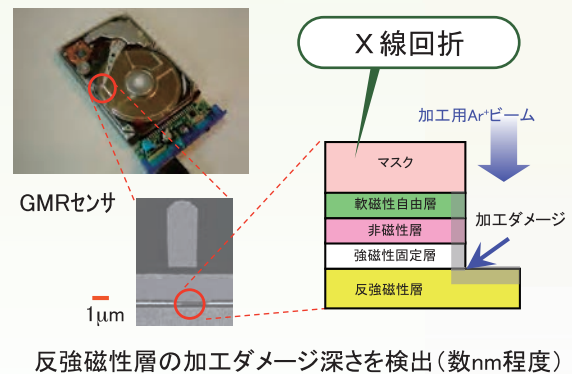 X線回折
加工用Ar⁺ビーム
マスク
軟磁性自由層
非磁性層
強磁性固定層
反強磁性層
加工ダメージ
GMRセンサ
1μm
反強磁性層の加工ダメージ深さを検出（数nm程度）